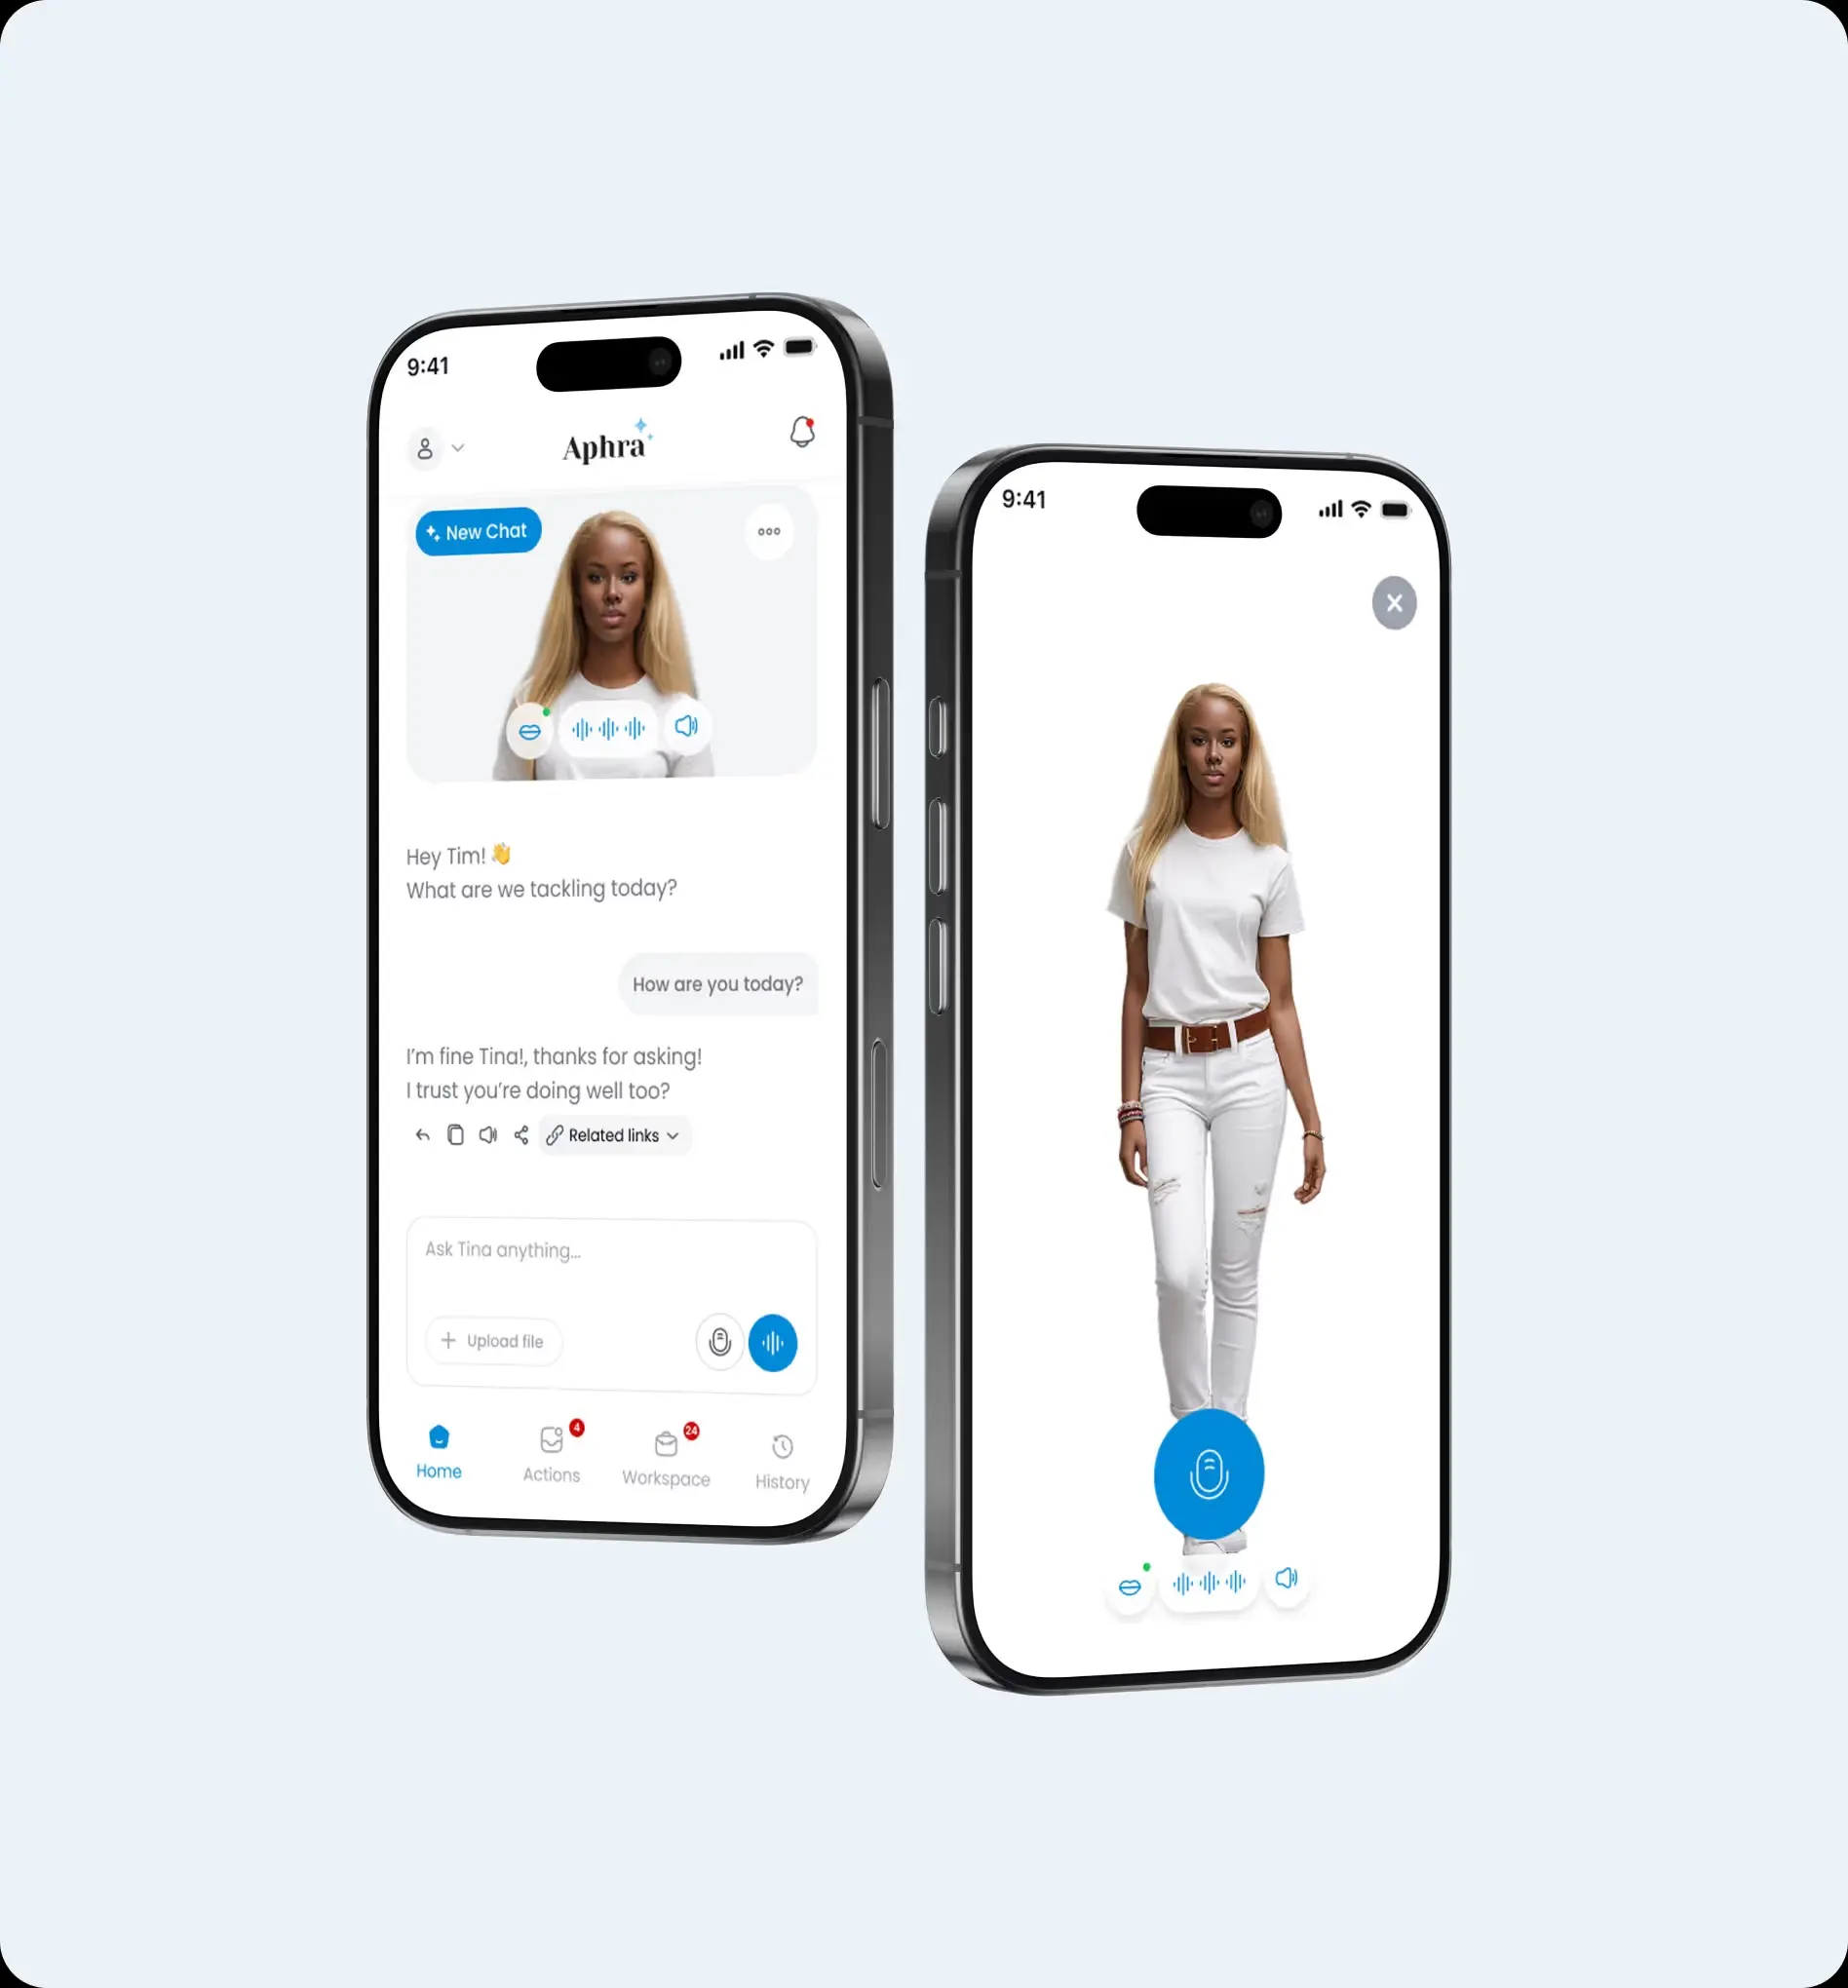 9:41
Aphra
New Chat
Hey Tim! 👋
What are we tackling today?
How are you today?
I'm fine Tina!, thanks for asking!
I trust you're doing well too?
Related links
Ask Tina anything...
+ Upload file
4
24
Home
Actions
Workspace
History
9:41